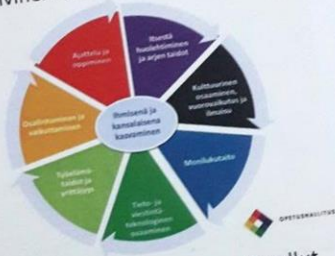 Ajattelu ja
oppiminen
Itsestä
huolehtiminen
ja arjen taidot
Kulttuurinen
osaaminen,
vuorovaikutus ja
ilmaisu
Monilukutaito
Tieto- ja
viestintä-
teknologinen
osaaminen
Työelämä-
taidot ja
yrittäjyys
Osallistuminen ja
vaikuttaminen
Ihmisenä ja
kansalaisena
kasvaminen
OPETUSHALLITUS